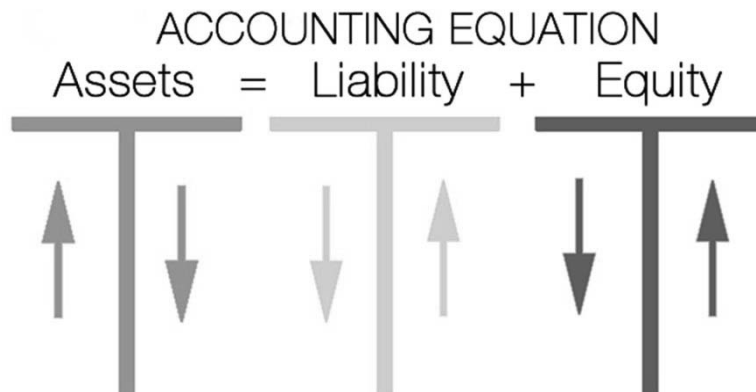 ACCOUNTING EQUATION
Assets = Liability + Equity